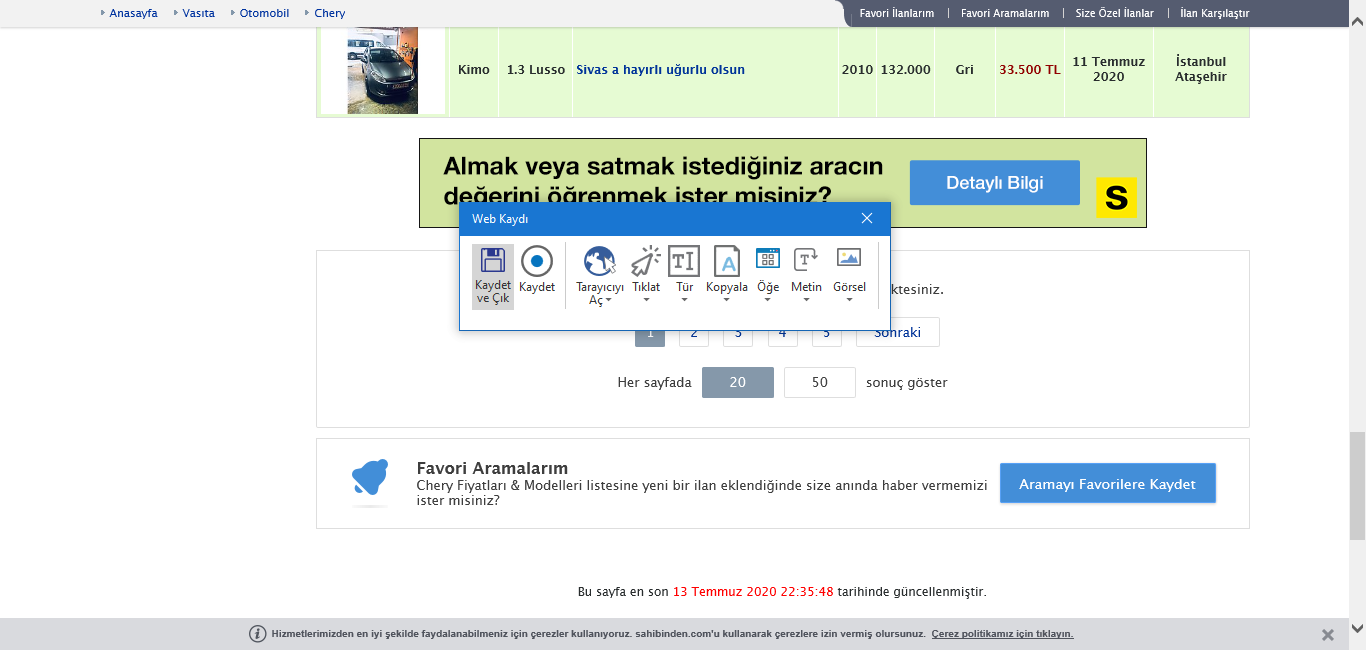 Anasayfa Vasıta Otomobil Chery Favori İlanlarım | Favori Aramalarım | Size Özel İlanlar | İlan Karşılaştır
Kimo 1.3 Lusso Sivas a hayırlı uğurlu olsun 2010 132.000 Gri 33.500 TL 11 Temmuz 2020 İstanbul Ataşehir
Almak veya satmak istediğiniz aracın
değerini öğrenmek ister misiniz?
Detaylı Bilgi
S
Web Kaydı
Kaydet ve Çık
Kaydet
Tarayıcıyı Aç
Tıklat
Tür
Kopyala
Öğe
Metin
Görsel
ktesiniz.
1 2 3 4 5 Sonraki
Her sayfada 20 50 sonuç göster
Favori Aramalarım
Chery Fiyatları & Modelleri listesine yeni bir ilan eklendiğinde size anında haber vermemizi
ister misiniz?
Aramayı Favorilere Kaydet
Bu sayfa en son 13 Temmuz 2020 22:35:48 tarihinde güncellenmiştir.
Hizmetlerimizden en iyi şekilde faydalanabilmeniz için çerezler kullanıyoruz. sahibinden.com'u kullanarak çerezlere izin vermiş olursunuz. Çerez politikamız için tıklayın.